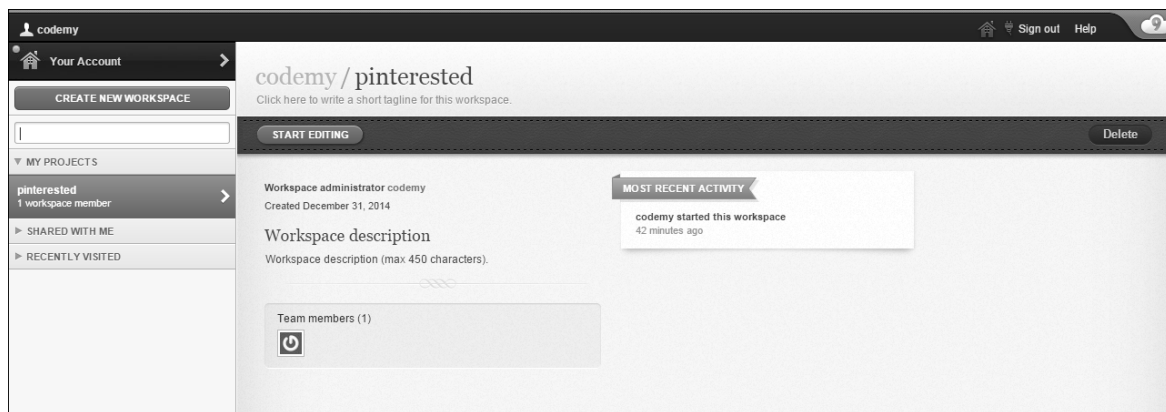 codemy
Sign out Help
9
Your Account
CREATE NEW WORKSPACE
MY PROJECTS
pinterested
1 workspace member
SHARED WITH ME
RECENTLY VISITED
codemy / pinterested
Click here to write a short tagline for this workspace.
START EDITING
Delete
Workspace administrator codemy
Created December 31, 2014
Workspace description
Workspace description (max 450 characters).
Team members (1)
MOST RECENT ACTIVITY
codemy started this workspace
42 minutes ago